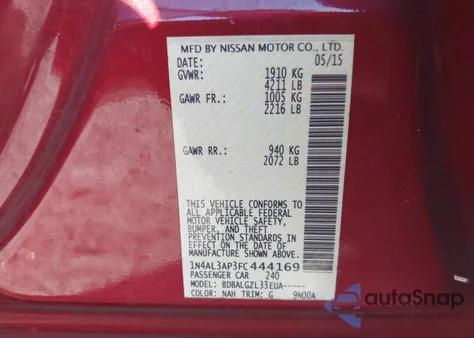 MFD BY NISSAN MOTOR CO., LTD.
DATE: 05/15
GVWR: 1910 KG
4211 LB
GAWR FR.: 1005 KG
2216 LB
GAWR RR.: 940 KG
2072 LB
THIS VEHICLE CONFORMS TO
ALL APPLICABLE FEDERAL
MOTOR VEHICLE SAFETY,
BUMPER, AND THEFT
PREVENTION STANDARDS IN
EFFECT ON THE DATE OF
MANUFACTURE SHOWN ABOVE.
1N4AL3AP3FC444169
PASSENGER CAR 240
MODEL: BDBALGZL33EUA-----
COLOR: NAH TRIM: G 9N00A
autoSnap